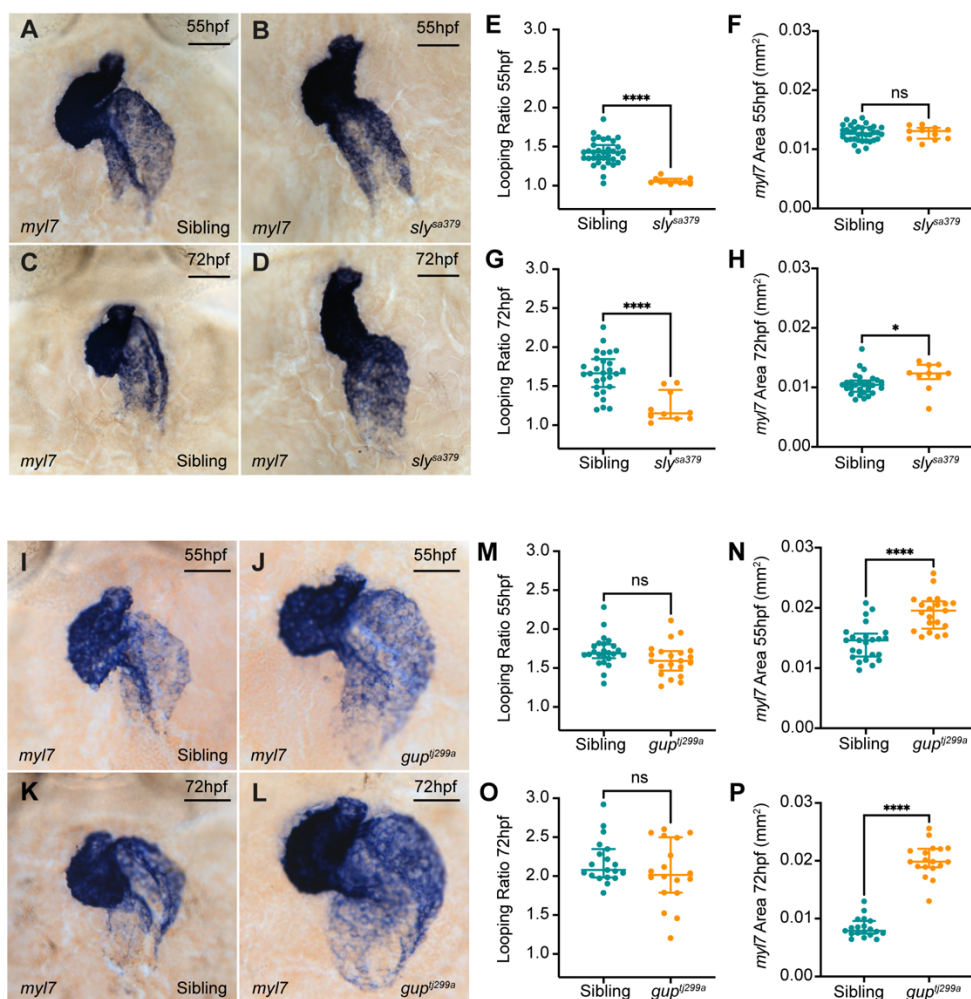 A
55hpf
myl7
Sibling
B
55hpf
myl7
sly^sa379
C
72hpf
myl7
Sibling
D
72hpf
myl7
sly^sa379
E
Looping Ratio 55hpf
3.0
2.5
2.0
1.5
1.0
****
Sibling
sly^sa379
F
myl7 Area 55hpf (mm²)
0.03
0.02
0.01
0.00
ns
Sibling
sly^sa379
G
Looping Ratio 72hpf
3.0
2.5
2.0
1.5
1.0
****
Sibling
sly^sa379
H
myl7 Area 72hpf (mm²)
0.03
0.02
0.01
0.00
*
Sibling
sly^sa379
I
55hpf
myl7
Sibling
J
55hpf
myl7
gup^tj299a
K
72hpf
myl7
Sibling
L
72hpf
myl7
gup^tj299a
M
Looping Ratio 55hpf
3.0
2.5
2.0
1.5
1.0
ns
Sibling
gup^tj299a
N
myl7 Area 55hpf (mm²)
0.03
0.02
0.01
0.00
****
Sibling
gup^tj299a
O
Looping Ratio 72hpf
3.0
2.5
2.0
1.5
1.0
ns
Sibling
gup^tj299a
P
myl7 Area 72hpf (mm²)
0.03
0.02
0.01
0.00
****
Sibling
gup^tj299a